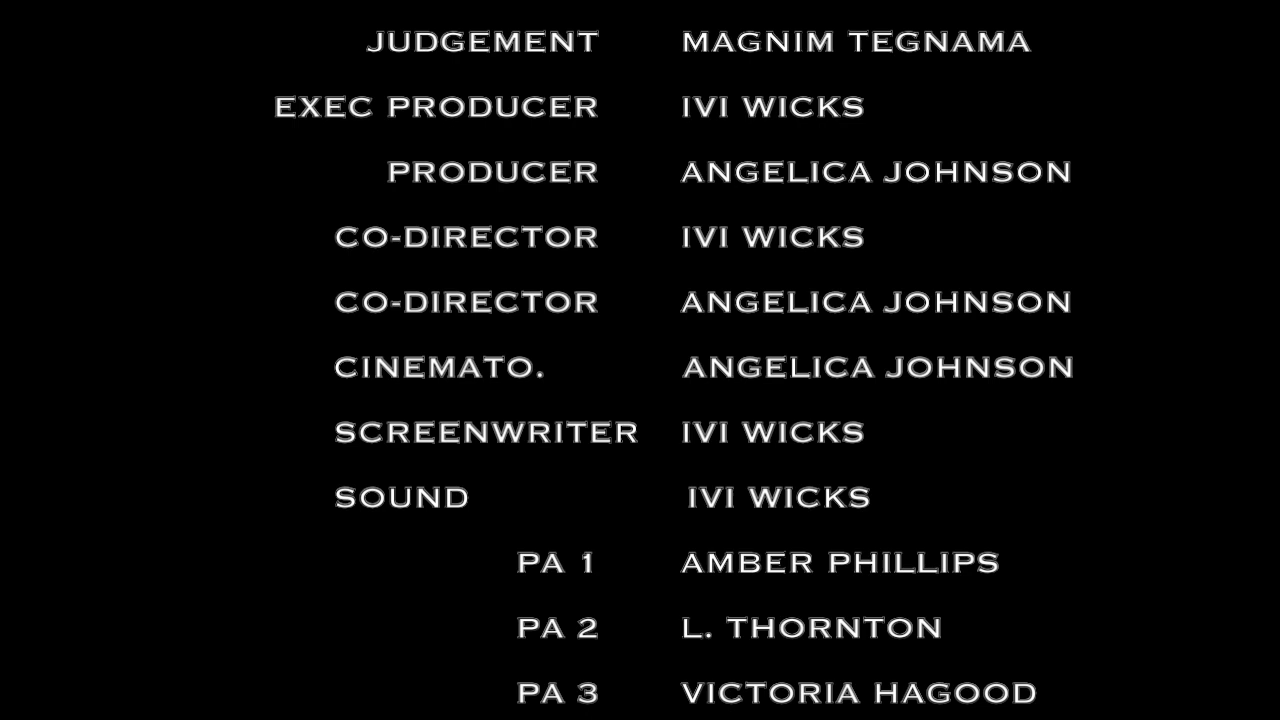 JUDGEMENT MAGNIM TEGNAMA
EXEC PRODUCER IVI WICKS
PRODUCER ANGELICA JOHNSON
CO-DIRECTOR IVI WICKS
CO-DIRECTOR ANGELICA JOHNSON
CINEMATO. ANGELICA JOHNSON
SCREENWRITER IVI WICKS
SOUND IVI WICKS
PA 1 AMBER PHILLIPS
PA 2 L. THORNTON
PA 3 VICTORIA HAGOOD